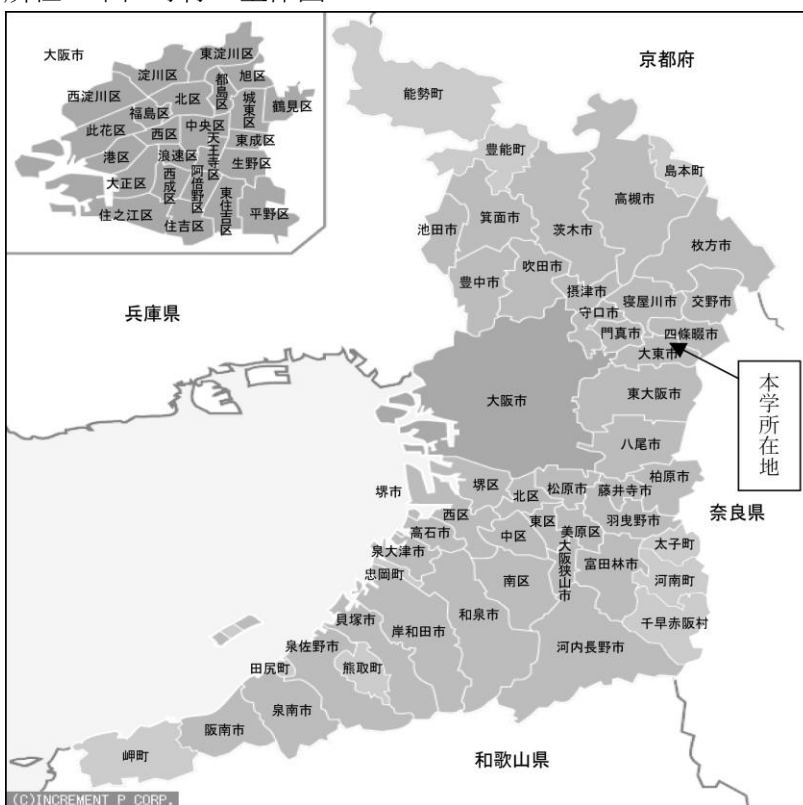 大阪市
東淀川区
淀川区
旭区
都島区
西淀川区
北区
城東区
鶴見区
福島区
此花区
西区
中央区
東成区
天王寺区
港区
浪速区
生野区
大正区
西成区
阿倍野区
東住吉区
住之江区
住吉区
平野区
京都府
能勢町
豊能町
島本町
高槻市
箕面市
池田市
茨木市
枚方市
吹田市
豊中市
摂津市
寝屋川市
交野市
兵庫県
守口市
門真市
四條畷市
大東市
本学所在地
大阪市
東大阪市
八尾市
柏原市
堺市
堺区
北区
松原市
藤井寺市
奈良県
西区
東区
羽曳野市
高石市
中区
美原区
太子町
泉大津市
大阪狭山市
富田林市
忠岡町
南区
河南町
和泉市
貝塚市
岸和田市
千早赤阪村
泉佐野市
河内長野市
田尻町
熊取町
泉南市
阪南市
岬町
和歌山県
(C)INCREMENT P CORP.